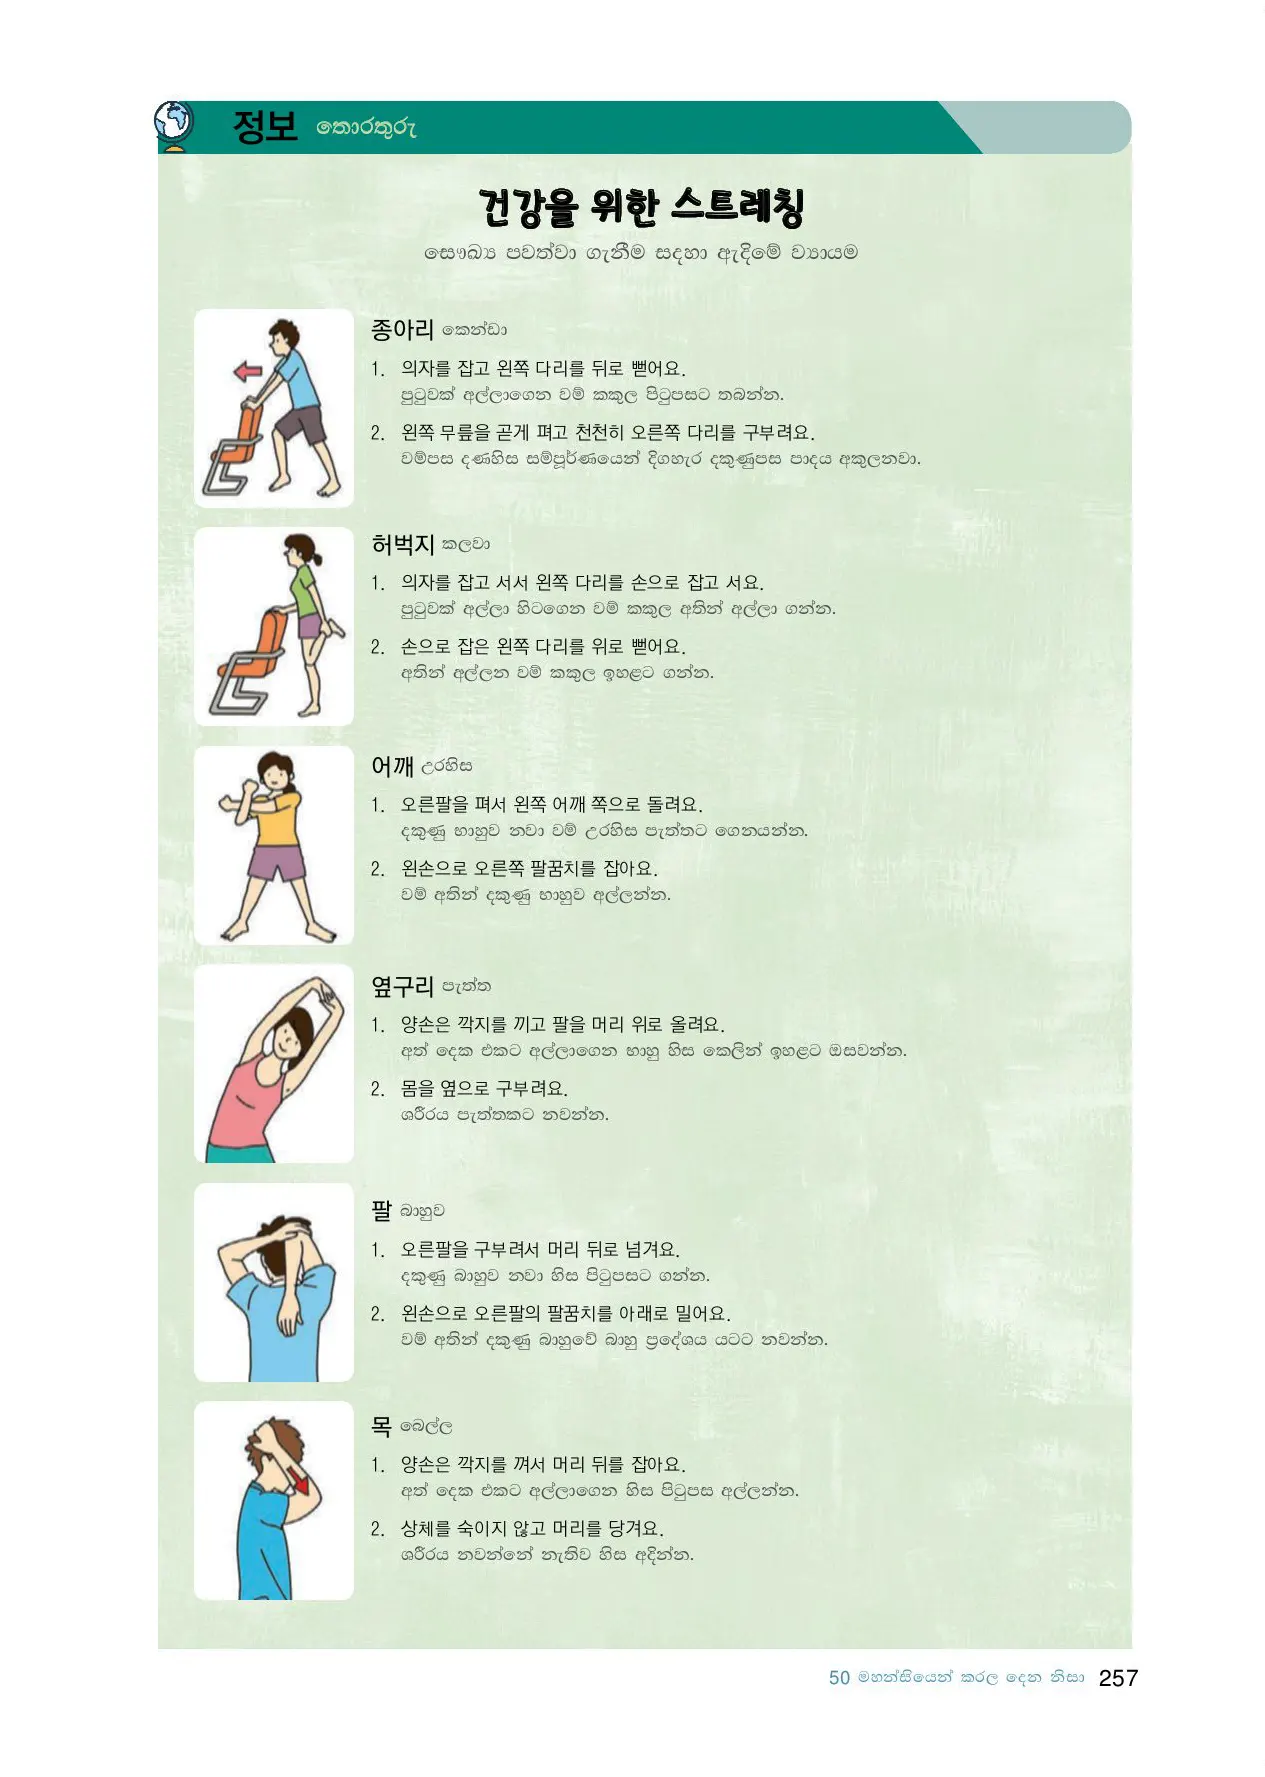 정보 තොරතුරු
건강을 위한 스트레칭
සෞඛ්‍ය පවත්වා ගැනීම සදහා ඇදිමේ ව්‍යායම
종아리 කෙන්ඩා
1. 의자를 잡고 왼쪽 다리를 뒤로 뻗어요.
පුටුවක් අල්ලාගෙන වම් කකුල පිටුපසට තබන්න.
2. 왼쪽 무릎을 곧게 펴고 천천히 오른쪽 다리를 구부려요.
වම්පස දණහිස සම්පූර්ණයෙන් දිගහැර දකුණුපස පාදය අකුලනවා.
허벅지 කලවා
1. 의자를 잡고 서서 왼쪽 다리를 손으로 잡고 서요.
පුටුවක් අල්ලා හිටගෙන වම් කකුල අතින් අල්ලා ගන්න.
2. 손으로 잡은 왼쪽 다리를 위로 뻗어요.
අතින් අල්ලන වම් කකුල ඉහළට ගන්න.
어깨 උරහිස
1. 오른팔을 펴서 왼쪽 어깨 쪽으로 돌려요.
දකුණු භාහුව නවා වම් උරහිස පැත්තට ගෙනයන්න.
2. 왼손으로 오른쪽 팔꿈치를 잡아요.
වම් අතින් දකුණු භාහුව අල්ලන්න.
옆구리 පැත්ත
1. 양손은 깍지를 끼고 팔을 머리 위로 올려요.
අත් දෙක එකට අල්ලාගෙන භාහු හිස කෙලින් ඉහළට ඔසවන්න.
2. 몸을 옆으로 구부려요.
ශරීරය පැත්තකට නවන්න.
팔 බාහුව
1. 오른팔을 구부려서 머리 뒤로 넘겨요.
දකුණු බාහුව නවා හිස පිටුපසට ගන්න.
2. 왼손으로 오른팔의 팔꿈치를 아래로 밀어요.
වම් අතින් දකුණු බාහුවේ බාහු ප්‍රදේශය යටට නවන්න.
목 බෙල්ල
1. 양손은 깍지를 껴서 머리 뒤를 잡아요.
අත් දෙක එකට අල්ලාගෙන හිස පිටුපස අල්ලන්න.
2. 상체를 숙이지 않고 머리를 당겨요.
ශරීරය නවන්නේ නැතිව හිස අදින්න.
50 මහන්සියෙන් කරල දෙන නිසා 257